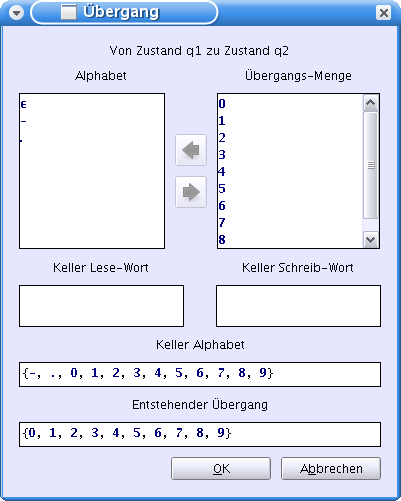 Übergang
Von Zustand q1 zu Zustand q2
Alphabet
Übergangs-Menge
є
-
.
0
1
2
3
4
5
6
7
8
Keller Lese-Wort
Keller Schreib-Wort
Keller Alphabet
{-, ., 0, 1, 2, 3, 4, 5, 6, 7, 8, 9}
Entstehender Übergang
{0, 1, 2, 3, 4, 5, 6, 7, 8, 9}
OK
Abbrechen